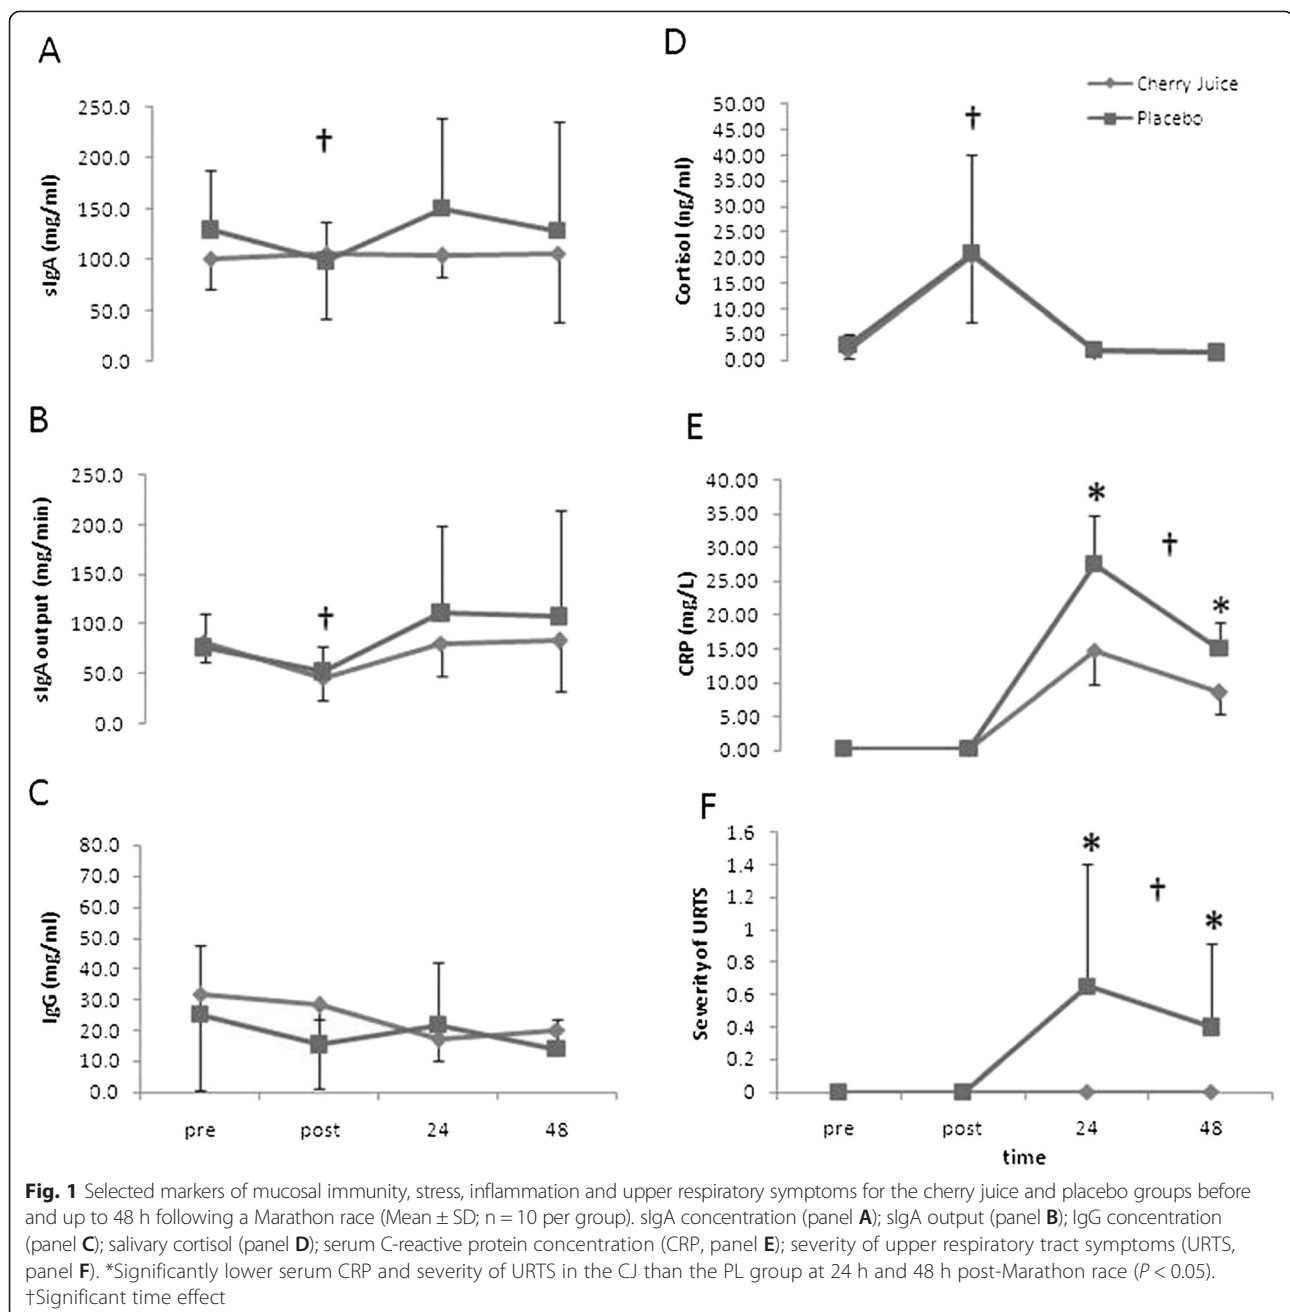 A
250.0
200.0
150.0
100.0
50.0
0.0
sIgA (mg/ml)
†
D
Cherry Juice
Placebo
50.00
45.00
40.00
35.00
30.00
25.00
20.00
15.00
10.00
5.00
0.00
Cortisol (ng/ml)
†
B
250.0
200.0
150.0
100.0
50.0
0.0
sIgA output (mg/min)
†
E
40.00
35.00
30.00
25.00
20.00
15.00
10.00
5.00
0.00
CRP (mg/L)
*
†
*
C
80.0
70.0
60.0
50.0
40.0
30.0
20.0
10.0
0.0
IgG (mg/ml)
pre post 24 48
F
1.6
1.4
1.2
1
0.8
0.6
0.4
0.2
0
Severity of URTS
*
†
*
pre post 24 48
time
Fig. 1 Selected markers of mucosal immunity, stress, inflammation and upper respiratory symptoms for the cherry juice and placebo groups before
and up to 48 h following a Marathon race (Mean ± SD; n = 10 per group). sIgA concentration (panel A); sIgA output (panel B); IgG concentration
(panel C); salivary cortisol (panel D); serum C-reactive protein concentration (CRP, panel E); severity of upper respiratory tract symptoms (URTS,
panel F). *Significantly lower serum CRP and severity of URTS in the CJ than the PL group at 24 h and 48 h post-Marathon race (P < 0.05).
†Significant time effect